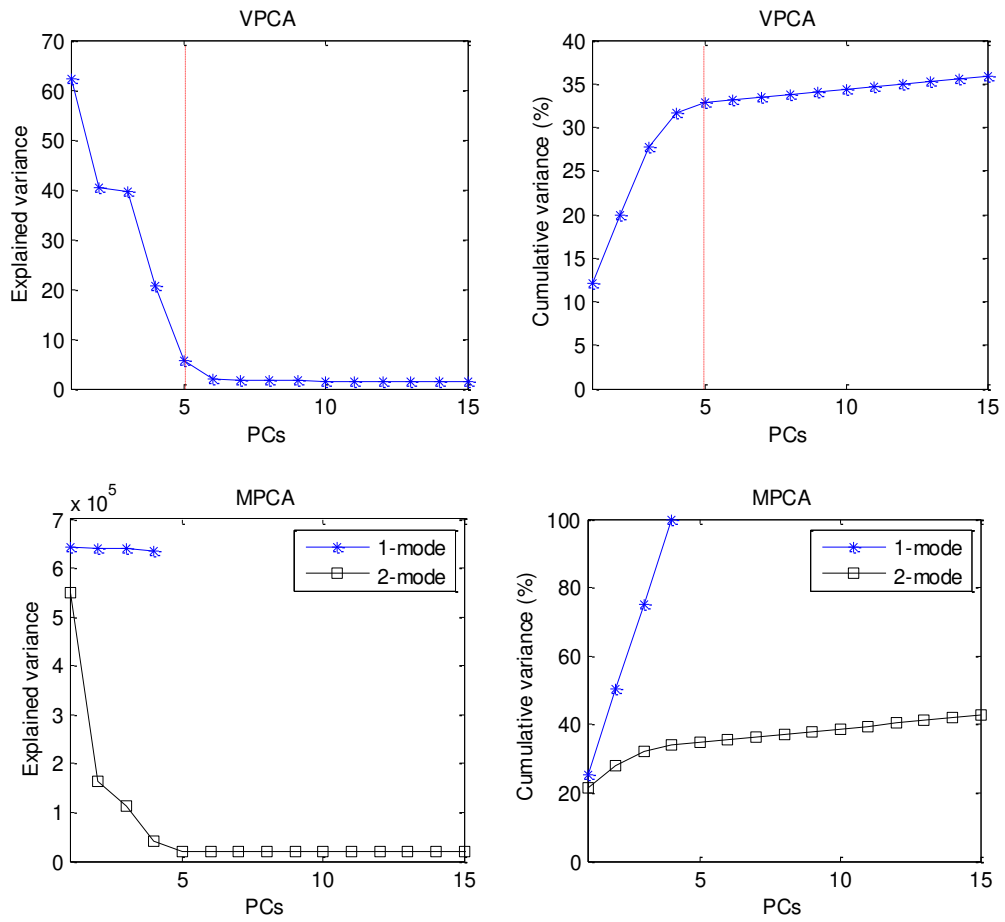 VPCA
70
60
50
40
30
20
10
0
5
10
15
Explained variance
PCs
VPCA
40
35
30
25
20
15
10
5
0
5
10
15
Cumulative variance (%)
PCs
MPCA
x 10^5
7
6
5
4
3
2
1
0
5
10
15
Explained variance
PCs
1-mode
2-mode
MPCA
100
80
60
40
20
0
5
10
15
Cumulative variance (%)
PCs
1-mode
2-mode